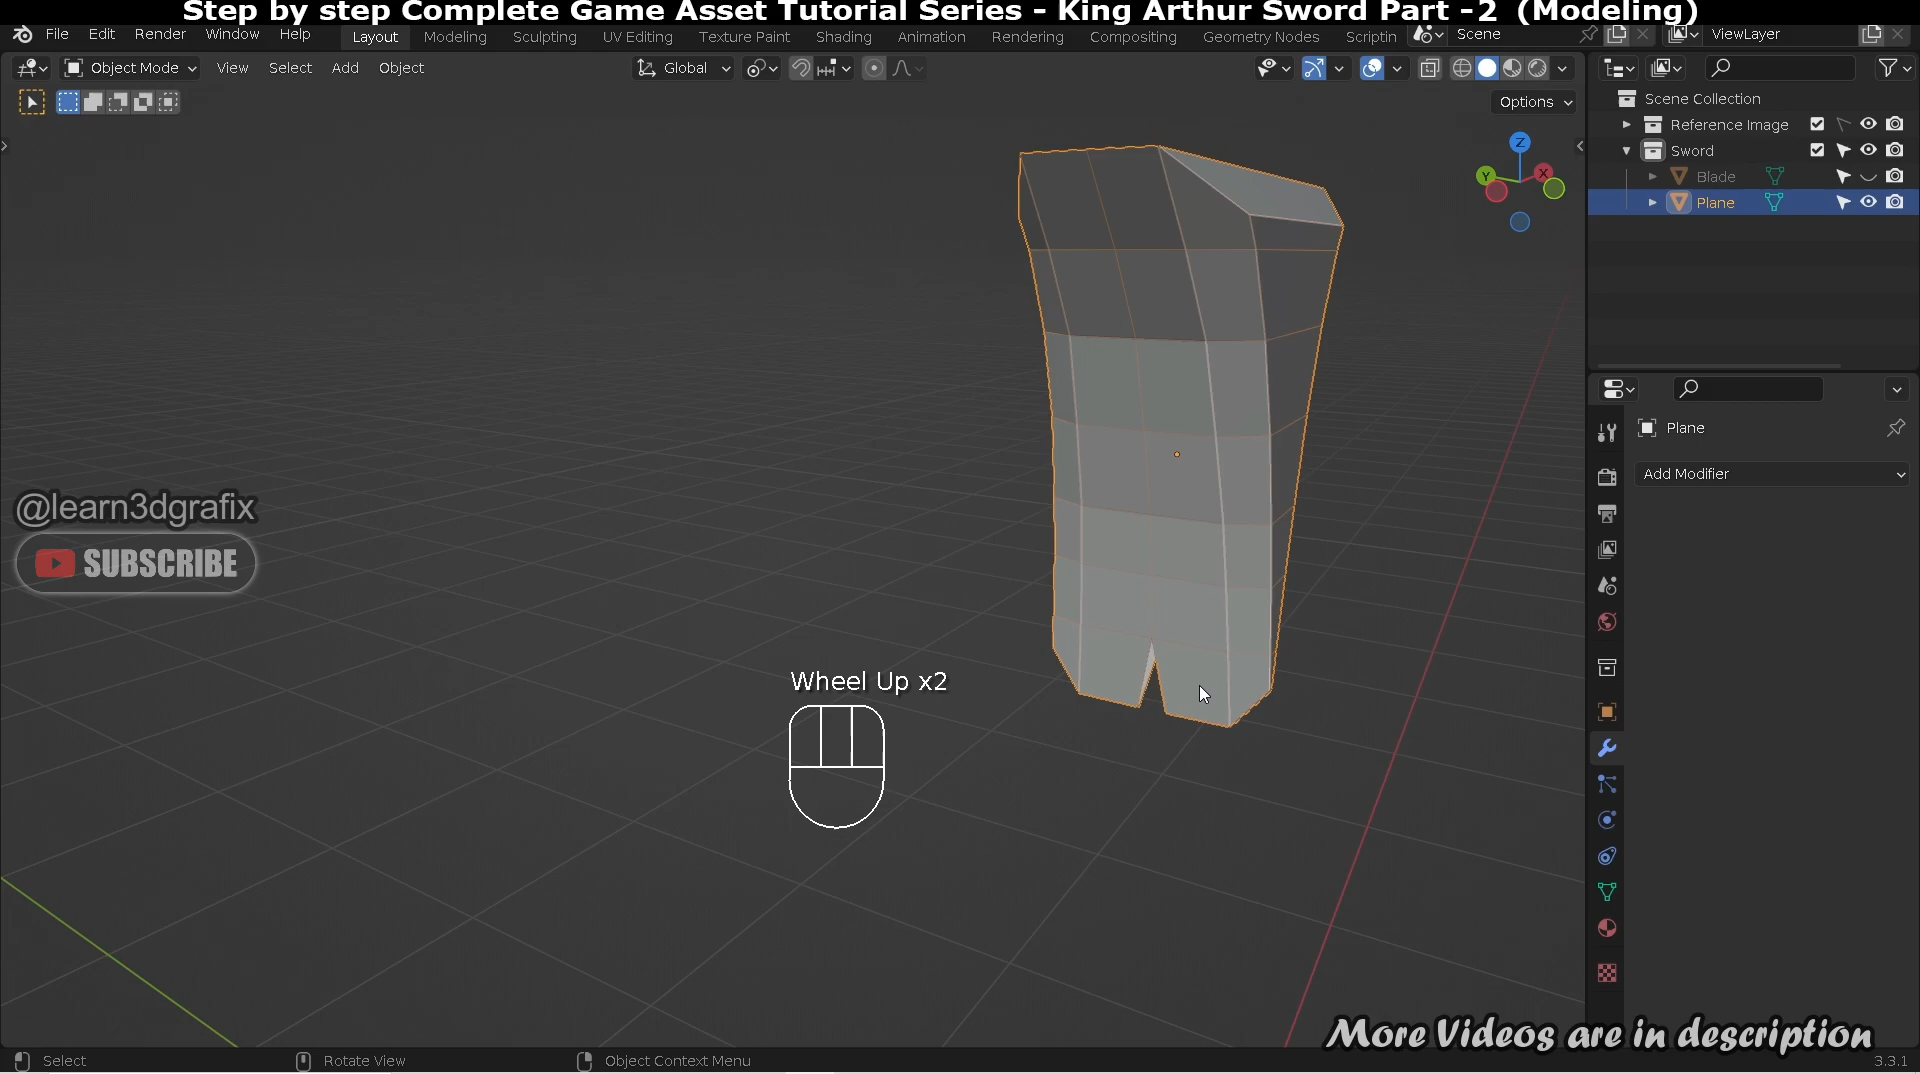 Step by step Complete Game Asset Tutorial Series - King Arthur Sword Part -2 (Modeling)
File Edit Render Window Help Layout Modeling Sculpting UV Editing Texture Paint Shading Animation Rendering Compositing Geometry Nodes Scriptin Scene ViewLayer
Object Mode View Select Add Object Global
Options
Scene Collection
Reference Image
Sword
Blade
Plane
Z
Y
X
Plane
Add Modifier
@learn3dgrafix
SUBSCRIBE
Wheel Up x2
More Videos are in description
Select Rotate View Object Context Menu 3.3.1